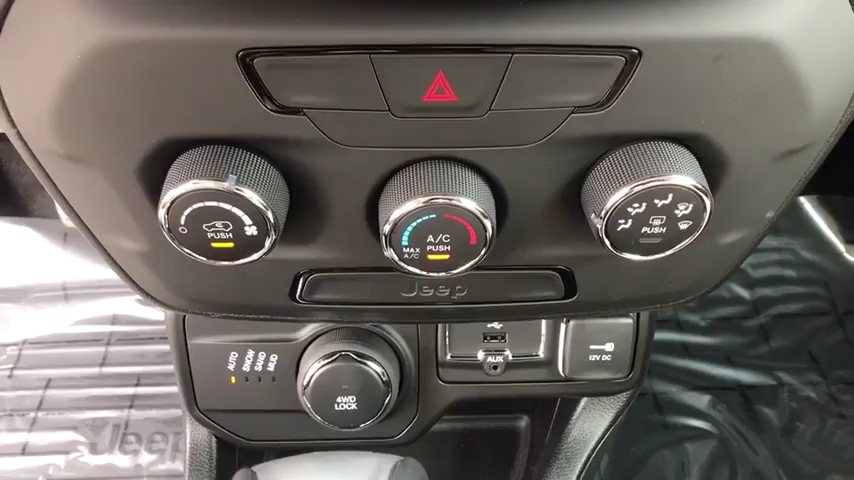 PUSH
MAX
A/C
A/C
PUSH
PUSH
Jeep
AUTO
SNOW
SAND
MUD
4WD
LOCK
AUX
12V DC
Jeep